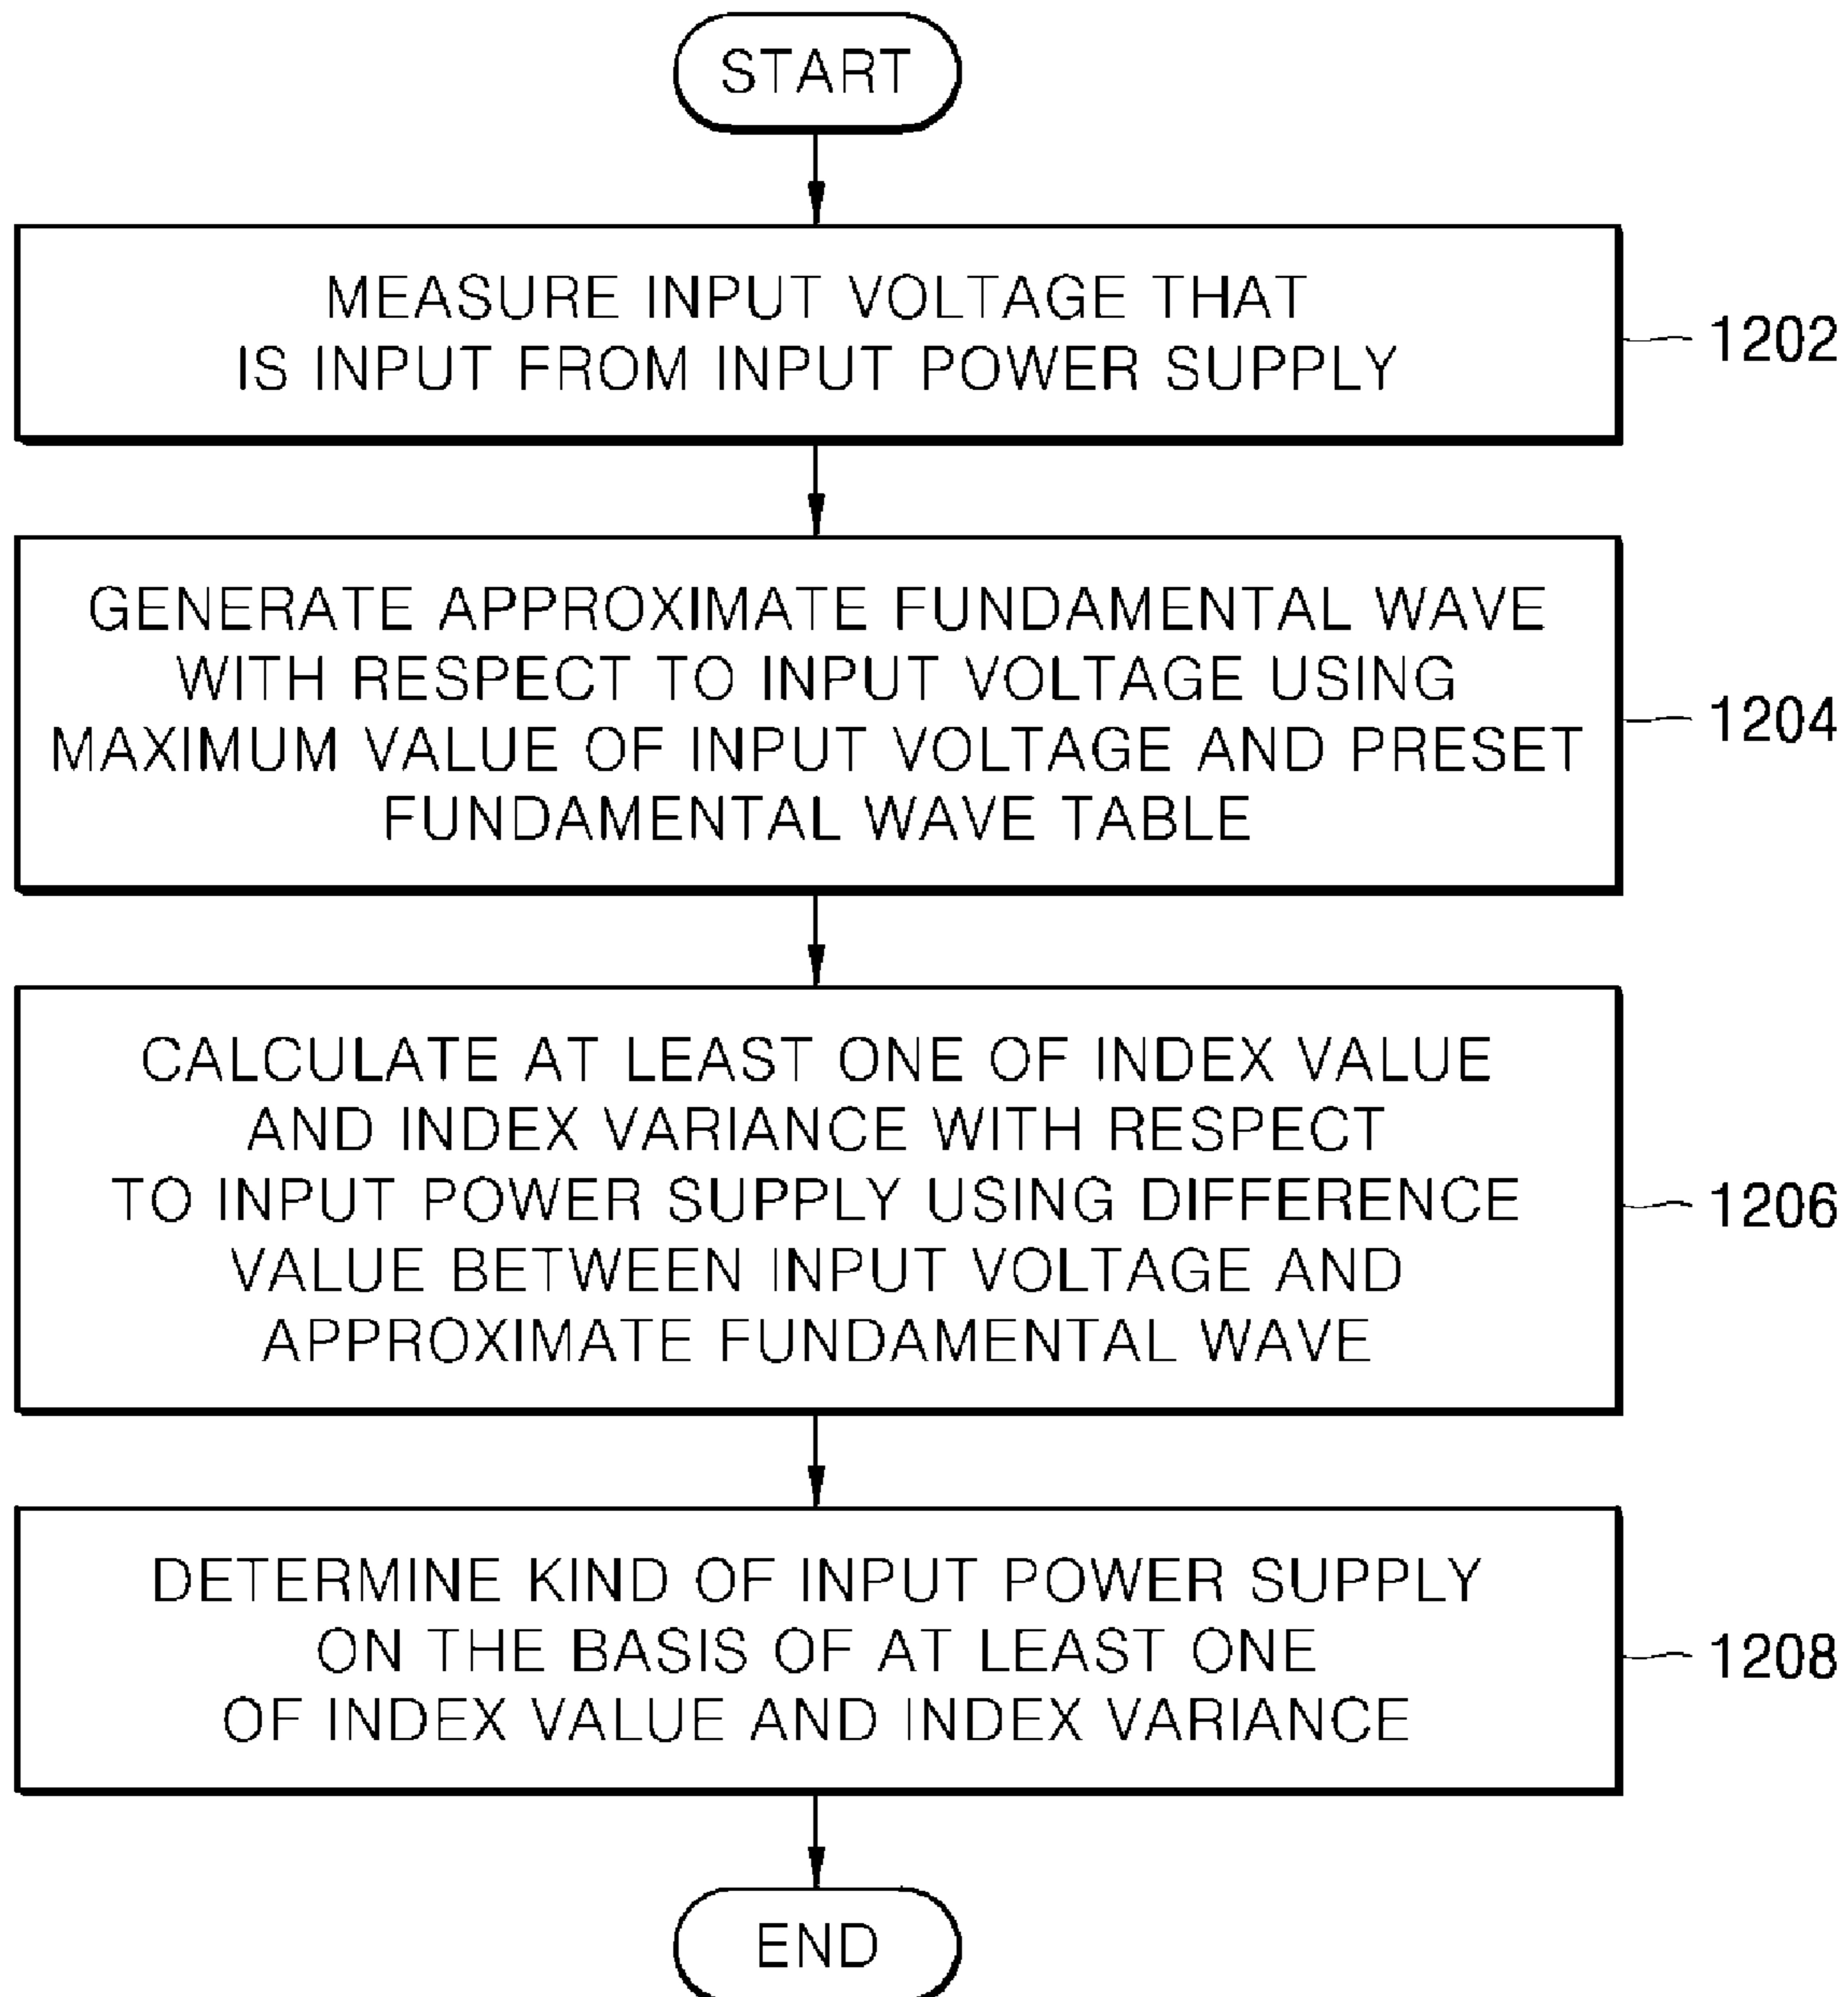 START
MEASURE INPUT VOLTAGE THAT
IS INPUT FROM INPUT POWER SUPPLY
1202
GENERATE APPROXIMATE FUNDAMENTAL WAVE
WITH RESPECT TO INPUT VOLTAGE USING
MAXIMUM VALUE OF INPUT VOLTAGE AND PRESET
FUNDAMENTAL WAVE TABLE
1204
CALCULATE AT LEAST ONE OF INDEX VALUE
AND INDEX VARIANCE WITH RESPECT
TO INPUT POWER SUPPLY USING DIFFERENCE
VALUE BETWEEN INPUT VOLTAGE AND
APPROXIMATE FUNDAMENTAL WAVE
1206
DETERMINE KIND OF INPUT POWER SUPPLY
ON THE BASIS OF AT LEAST ONE
OF INDEX VALUE AND INDEX VARIANCE
1208
END